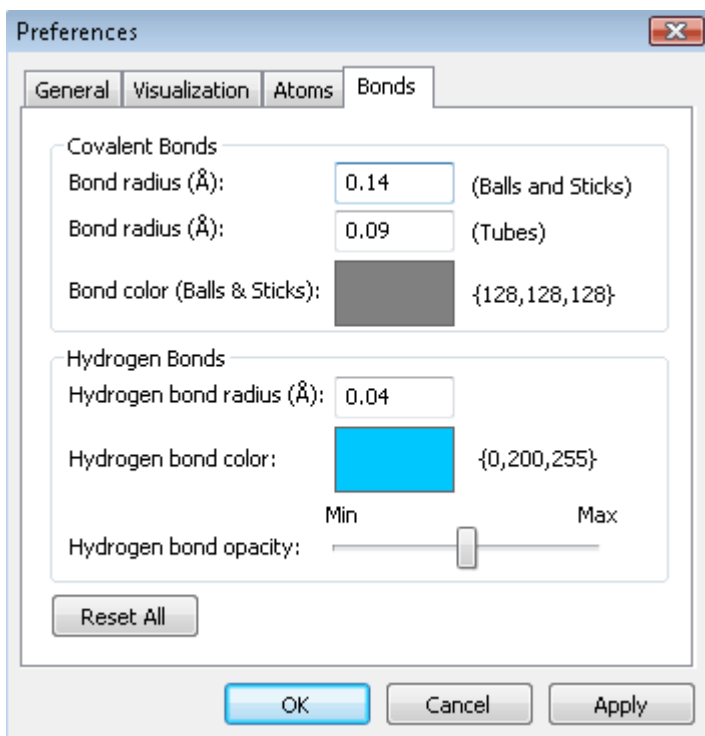 Preferences
General Visualization Atoms Bonds
Covalent Bonds
Bond radius (Å): 0.14 (Balls and Sticks)
Bond radius (Å): 0.09 (Tubes)
Bond color (Balls & Sticks): {128,128,128}
Hydrogen Bonds
Hydrogen bond radius (Å): 0.04
Hydrogen bond color: {0,200,255}
Min Max
Hydrogen bond opacity:
Reset All
OK Cancel Apply